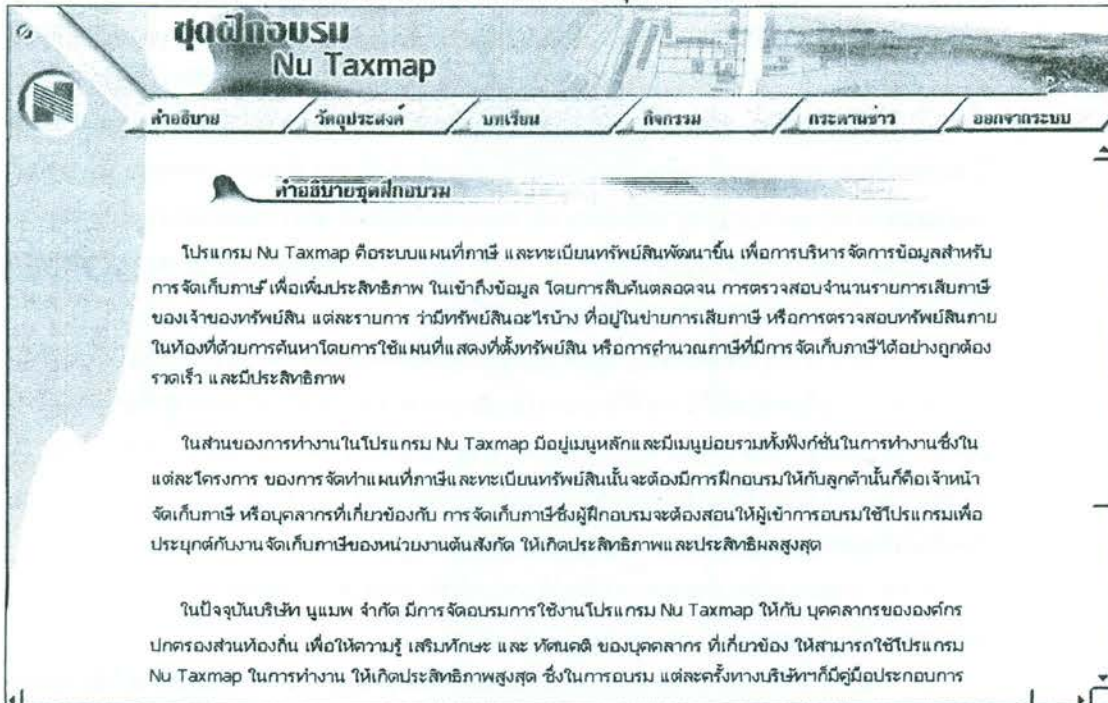 ชุดฝึกอบรม
Nu Taxmap
N
คำอธิบาย วัตถุประสงค์ บทเรียน กิจกรรม กระดานข่าว ออกจากระบบ
คำอธิบายชุดฝึกอบรม
โปรแกรม Nu Taxmap คือระบบแผนที่ภาษี และทะเบียนทรัพย์สินพัฒนาขึ้น เพื่อการบริหารจัดการข้อมูลสำหรับ
การจัดเก็บภาษี เพื่อเพิ่มประสิทธิภาพ ในเข้าถึงข้อมูล โดยการสืบค้นตลอดจน การตรวจสอบจำนวนรายการเสียภาษี
ของเจ้าของทรัพย์สิน แต่ละรายการ ว่ามีทรัพย์สินอะไรบ้าง ที่อยู่ในข่ายการเสียภาษี หรือการตรวจสอบทรัพย์สินภาย
ในท้องที่ด้วยการค้นหาโดยการใช้แผนที่แสดงที่ตั้งทรัพย์สิน หรือการคำนวณภาษีที่มีการจัดเก็บภาษีได้อย่างถูกต้อง
รวดเร็ว และมีประสิทธิภาพ
ในส่วนของการทำงานในโปรแกรม Nu Taxmap มีอยู่เมนูหลักและมีเมนูย่อยรวมทั้งฟังก์ชั่นในการทำงานซึ่งใน
แต่ละโครงการ ของการจัดทำแผนที่ภาษีและทะเบียนทรัพย์สินนั้นจะต้องมีการฝึกอบรมให้กับลูกค้านั้นก็คือเจ้าหน้า
จัดเก็บภาษี หรือบุคลากรที่เกี่ยวข้องกับ การจัดเก็บภาษีซึ่งผู้ฝึกอบรมจะต้องสอนให้ผู้เข้าการอบรมใช้โปรแกรมเพื่อ
ประยุกต์กับงานจัดเก็บภาษีของหน่วยงานต้นสังกัด ให้เกิดประสิทธิภาพและประสิทธิผลสูงสุด
ในปัจจุบันบริษัท นูแมพ จำกัด มีการจัดอบรมการใช้งานโปรแกรม Nu Taxmap ให้กับ บุคคลากรขององค์กร
ปกครองส่วนท้องถิ่น เพื่อให้ความรู้ เสริมทักษะ และ ทัศนคติ ของบุคคลากร ที่เกี่ยวข้อง ให้สามารถใช้โปรแกรม
Nu Taxmap ในการทำงาน ให้เกิดประสิทธิภาพสูงสุด ซึ่งในการอบรม แต่ละครั้งทางบริษัทฯก็มีคู่มือประกอบการ